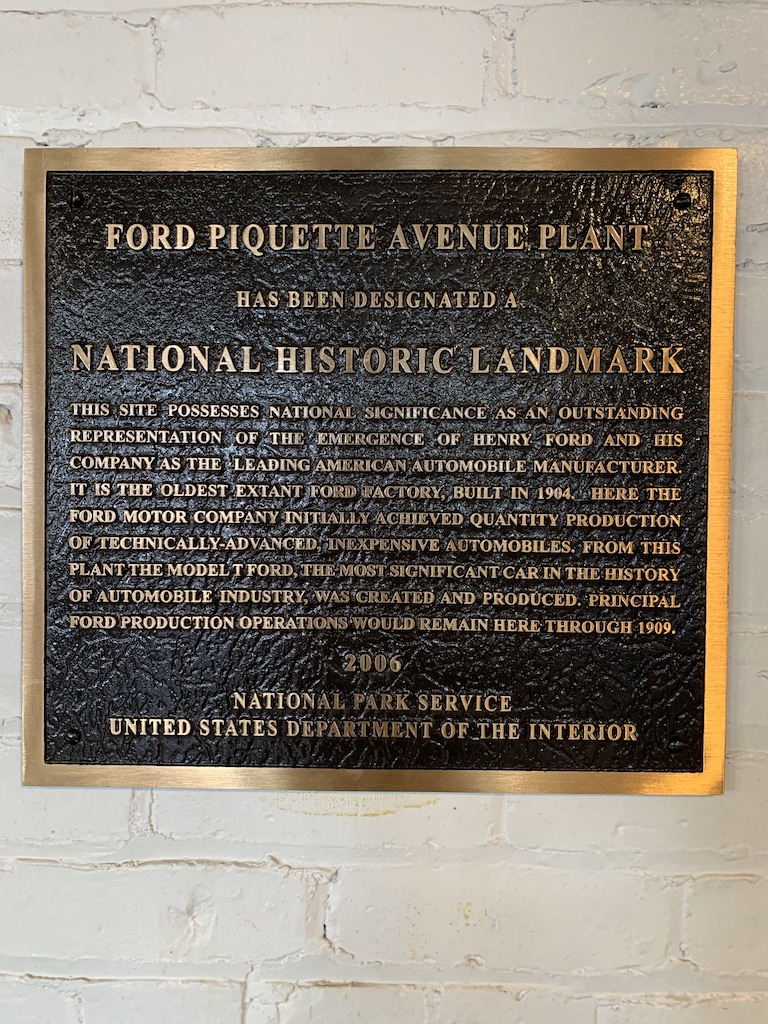 FORD PIQUETTE AVENUE PLANT
HAS BEEN DESIGNATED A
NATIONAL HISTORIC LANDMARK
THIS SITE POSSESSES NATIONAL SIGNIFICANCE AS AN OUTSTANDING
REPRESENTATION OF THE EMERGENCE OF HENRY FORD AND HIS
COMPANY AS THE LEADING AMERICAN AUTOMOBILE MANUFACTURER.
IT IS THE OLDEST EXTANT FORD FACTORY, BUILT IN 1904. HERE THE
FORD MOTOR COMPANY INITIALLY ACHIEVED QUANTITY PRODUCTION
OF TECHNICALLY-ADVANCED, INEXPENSIVE AUTOMOBILES. FROM THIS
PLANT THE MODEL T FORD, THE MOST SIGNIFICANT CAR IN THE HISTORY
OF AUTOMOBILE INDUSTRY, WAS CREATED AND PRODUCED. PRINCIPAL
FORD PRODUCTION OPERATIONS WOULD REMAIN HERE THROUGH 1909.
2006
NATIONAL PARK SERVICE
UNITED STATES DEPARTMENT OF THE INTERIOR